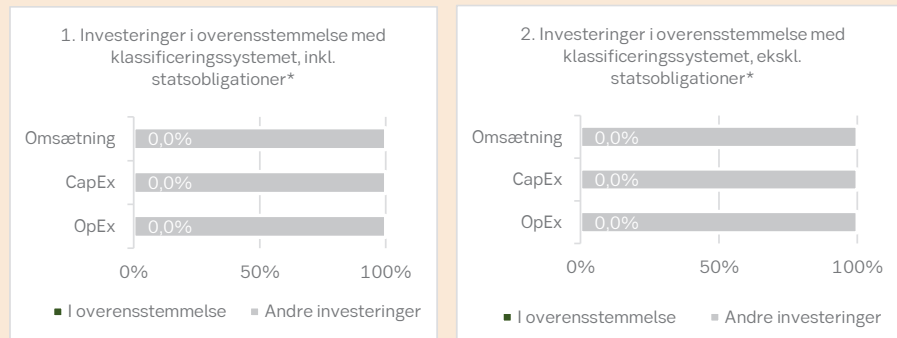 1. Investeringer i overensstemmelse med
klassificeringssystemet, inkl.
statsobligationer*
Omsætning
0,0%
CapEx
0,0%
OpEx
0,0%
0%
50%
100%
I overensstemmelse
Andre investeringer
2. Investeringer i overensstemmelse med
klassificeringssystemet, ekskl.
statsobligationer*
Omsætning
0,0%
CapEx
0,0%
OpEx
0,0%
0%
50%
100%
I overensstemmelse
Andre investeringer